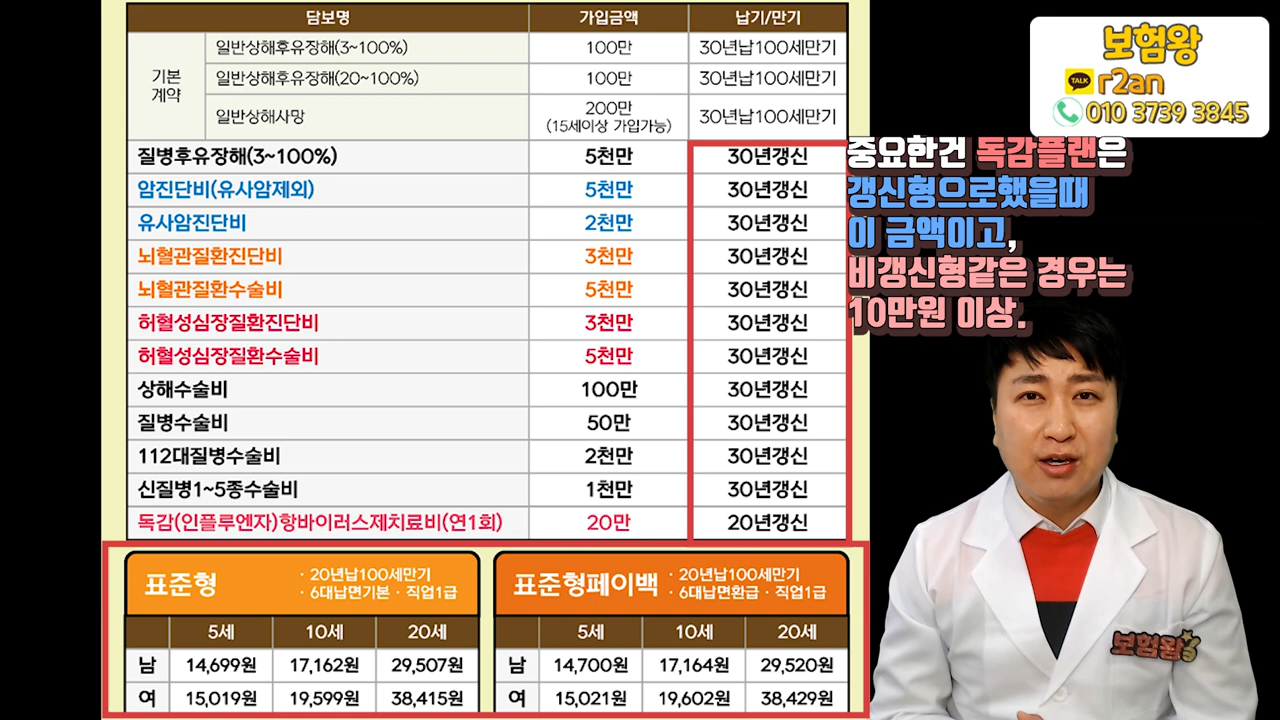 담보명 가입금액 납기/만기
기본
계약
일반상해후유장해(3~100%) 100만 30년납100세만기
일반상해후유장해(20~100%) 100만 30년납100세만기
일반상해사망 200만
(15세이상 가입가능) 30년납100세만기
질병후유장해(3~100%) 5천만 30년갱신
암진단비(유사암제외) 5천만 30년갱신
유사암진단비 2천만 30년갱신
뇌혈관질환진단비 3천만 30년갱신
뇌혈관질환수술비 5천만 30년갱신
허혈성심장질환진단비 3천만 30년갱신
허혈성심장질환수술비 5천만 30년갱신
상해수술비 100만 30년갱신
질병수술비 50만 30년갱신
112대질병수술비 2천만 30년갱신
신질병1~5종수술비 1천만 30년갱신
독감(인플루엔자)항바이러스제치료비(연1회) 20만 20년갱신
표준형
· 20년납100세만기
· 6대납면기본 · 직업1급
5세 10세 20세
남 14,699원 17,162원 29,507원
여 15,019원 19,599원 38,415원
표준형페이백
· 20년납100세만기
· 6대납면환급 · 직업1급
5세 10세 20세
남 14,700원 17,164원 29,520원
여 15,021원 19,602원 38,429원
보험왕
TALK r2an
010 3739 3845
중요한건 독감플랜은
갱신형으로했을때
이 금액이고,
비갱신형같은 경우는
10만원 이상.
보험왕